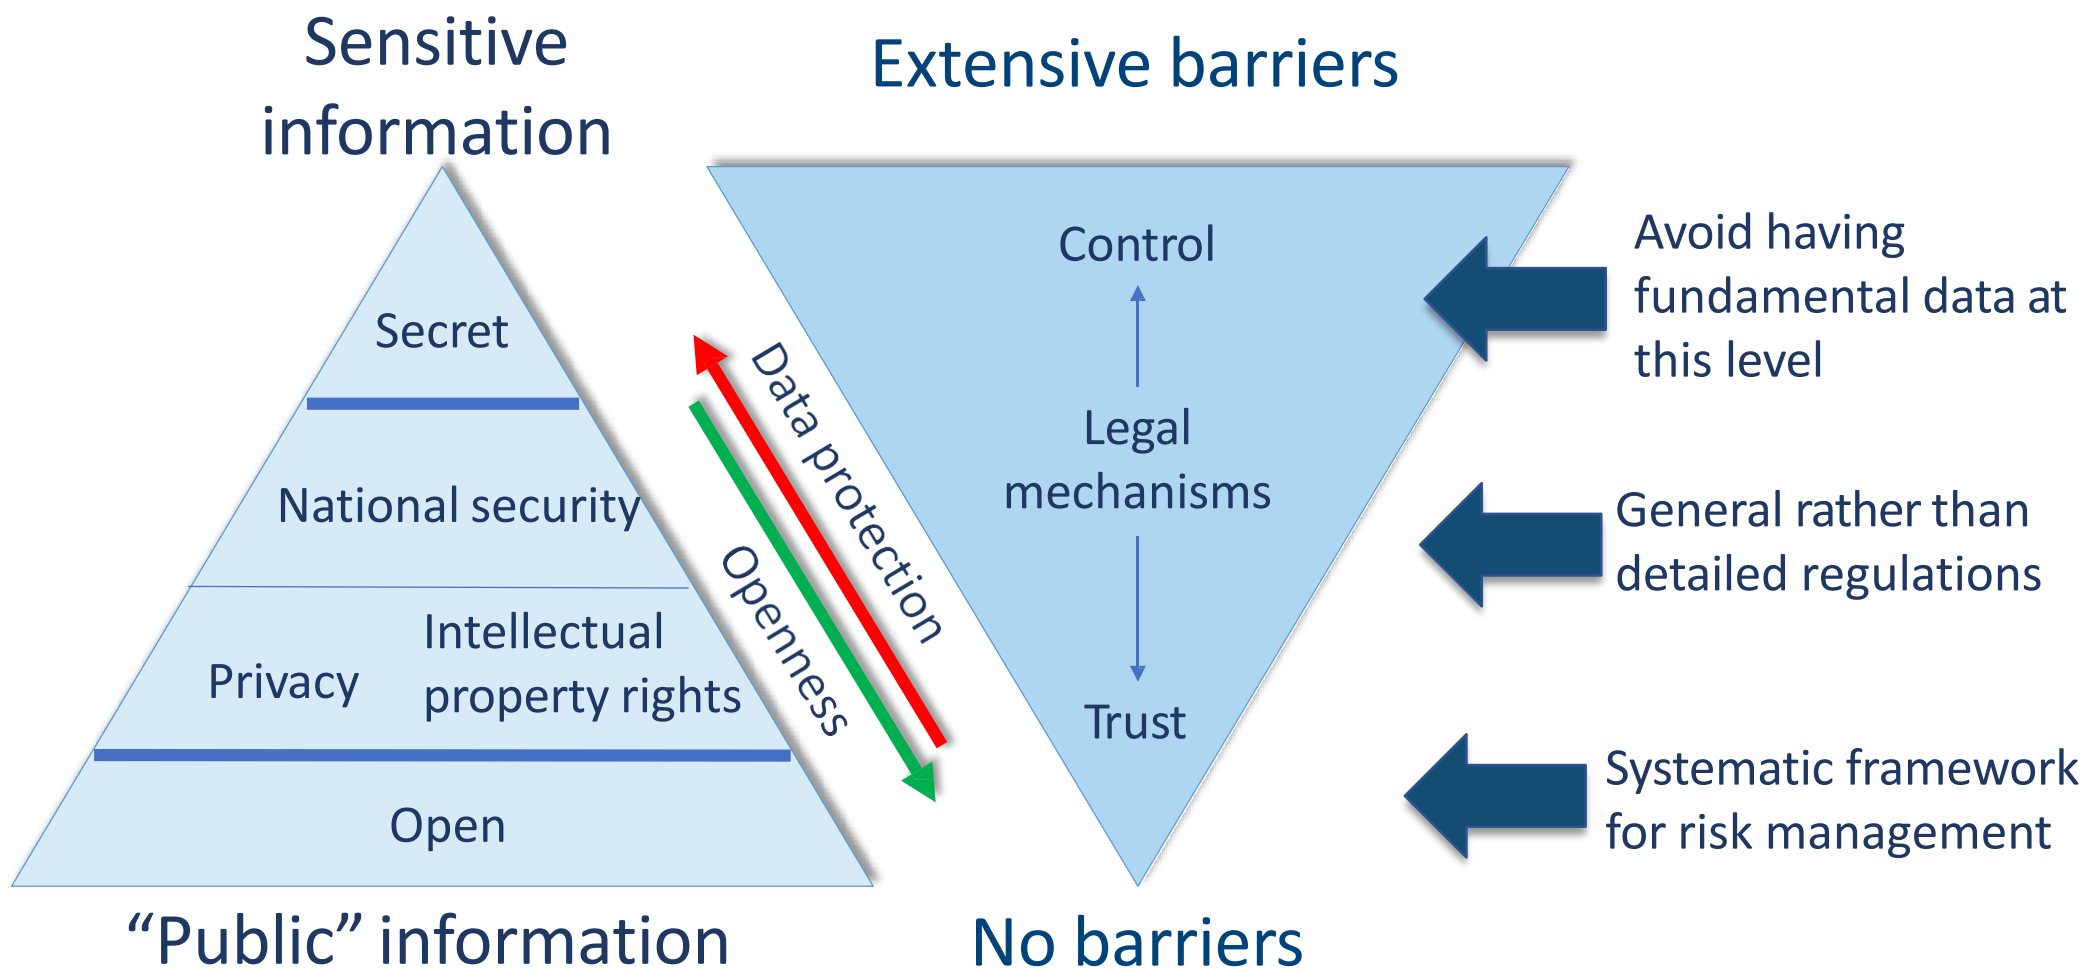 Sensitive
information
Extensive barriers
Secret
National security
Privacy
Intellectual
property rights
Open
“Public” information
Data protection
Openness
Control
Legal
mechanisms
Trust
No barriers
Avoid having
fundamental data at
this level
General rather than
detailed regulations
Systematic framework
for risk management